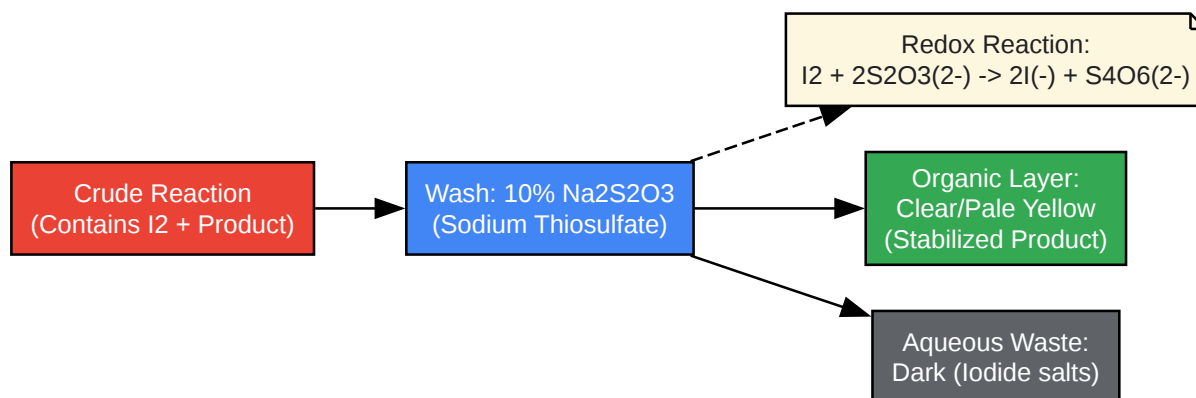 Redox Reaction:
I2 + 2S2O3(2-) -> 2I(-) + S4O6(2-)
Crude Reaction
(Contains I2 + Product)
Wash: 10% Na2S2O3
(Sodium Thiosulfate)
Organic Layer:
Clear/Pale Yellow
(Stabilized Product)
Aqueous Waste:
Dark (Iodide salts)